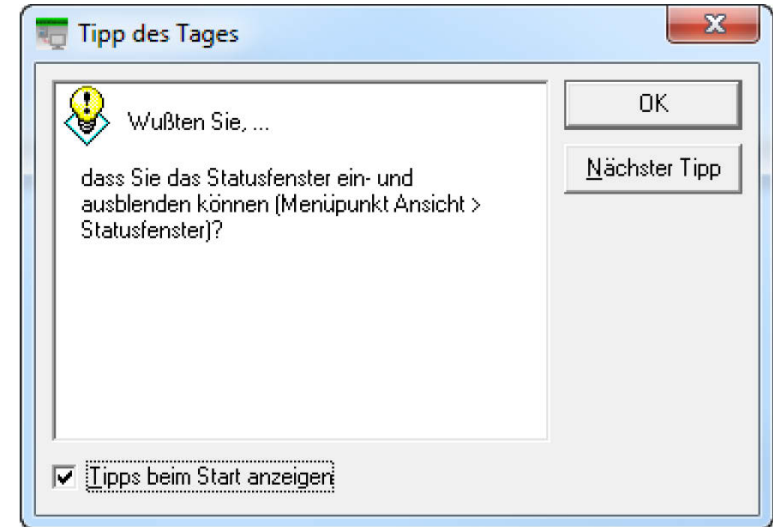 Tipp des Tages
Wußten Sie, ...
dass Sie das Statusfenster ein- und
ausblenden können (Menüpunkt Ansicht >
Statusfenster)?
OK
Nächster Tipp
Tipps beim Start anzeigen